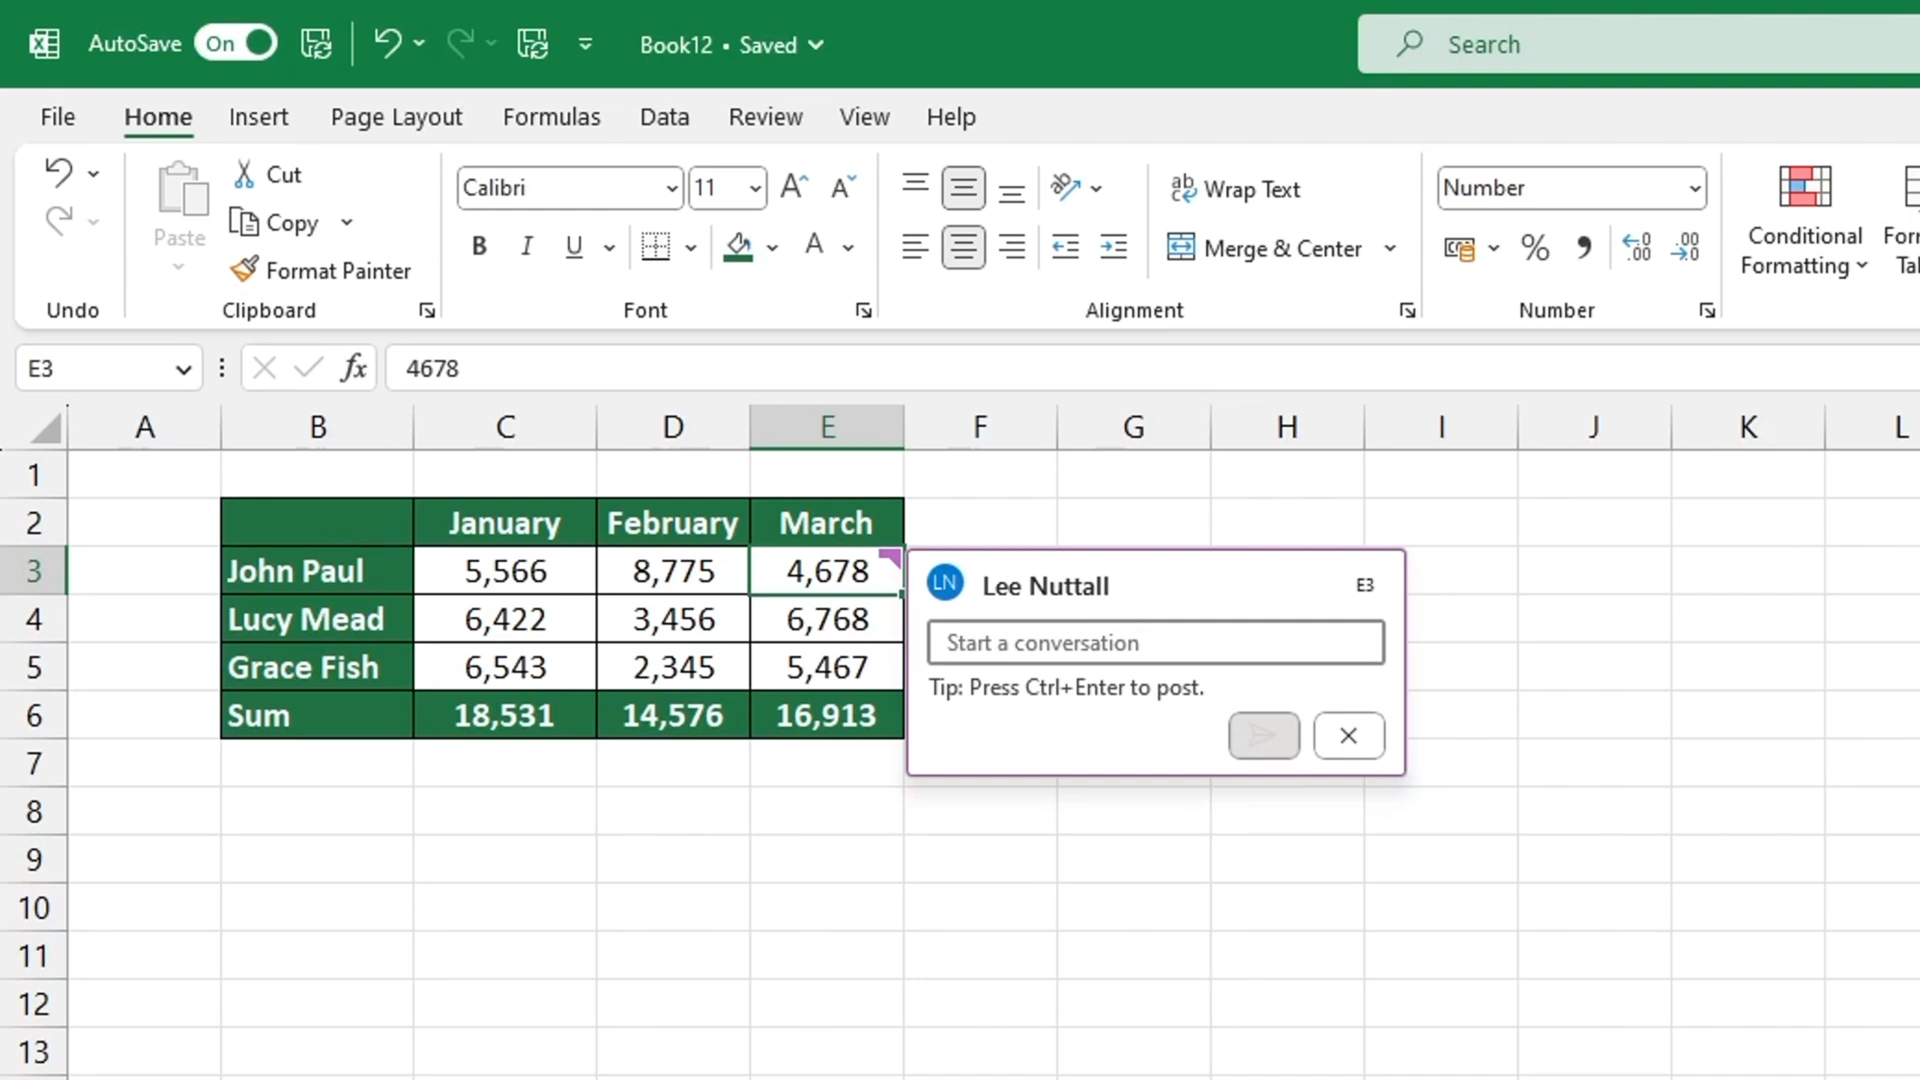 AutoSave On Book12 • Saved Search
File Home Insert Page Layout Formulas Data Review View Help
Cut Calibri 11 Wrap Text Number
Paste Copy Merge & Center Conditional Formatting
Format Painter
Undo Clipboard Font Alignment Number
E3 fx 4678
A B C D E F G H I J K L
1
2 January February March
3 John Paul 5,566 8,775 4,678 LN Lee Nuttall E3
4 Lucy Mead 6,422 3,456 6,768 Start a conversation
5 Grace Fish 6,543 2,345 5,467 Tip: Press Ctrl+Enter to post.
6 Sum 18,531 14,576 16,913
7
8
9
10
11
12
13